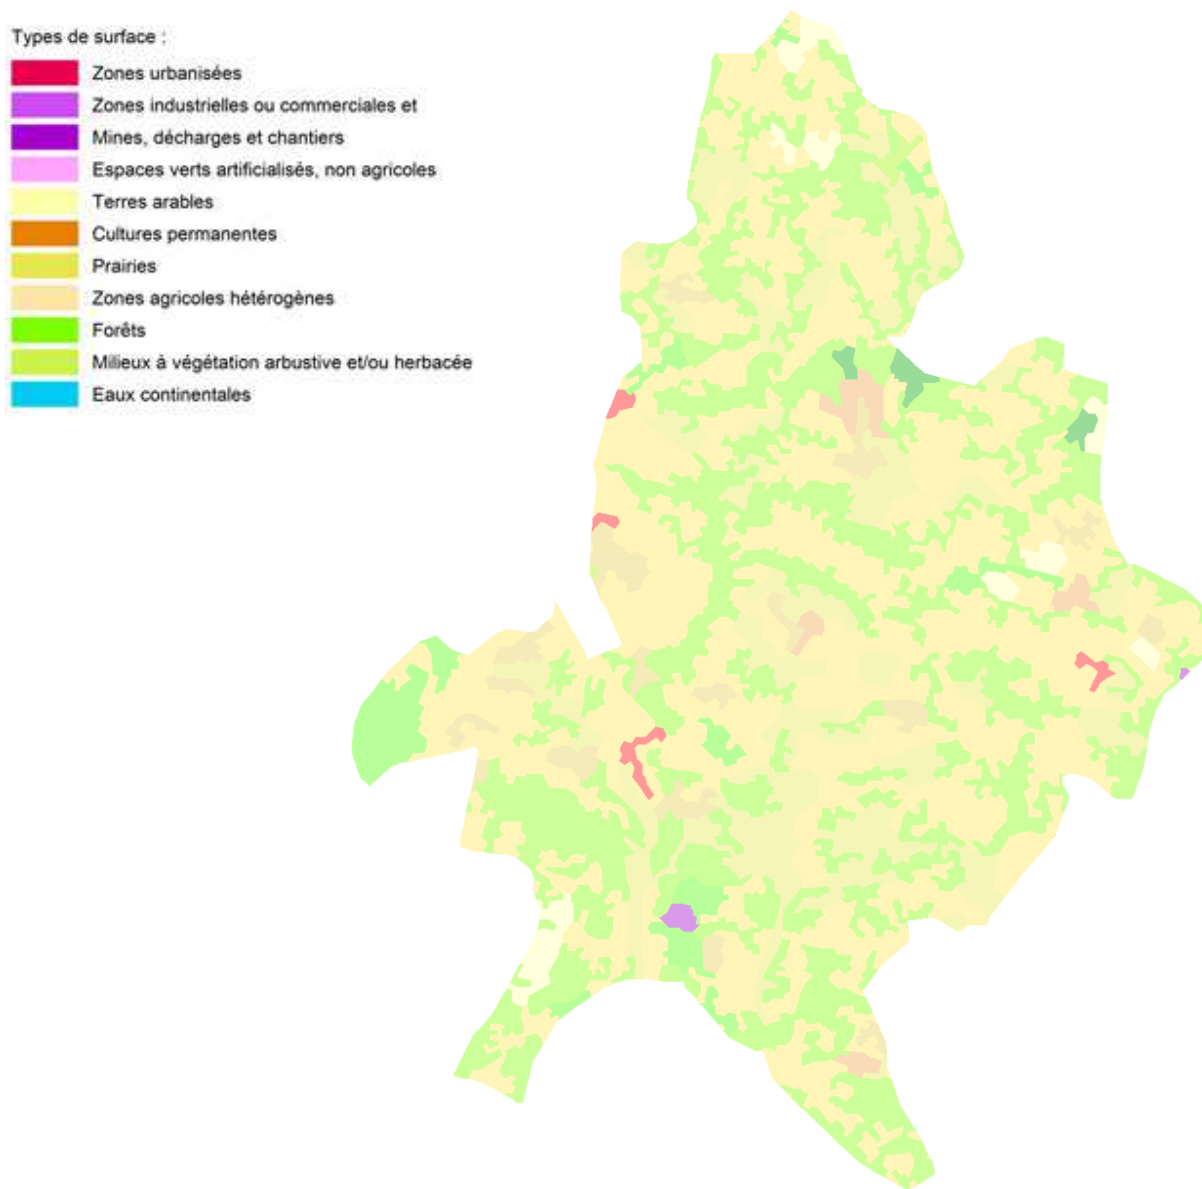 Types de surface :
Zones urbanisées
Zones industrielles ou commerciales et
Mines, décharges et chantiers
Espaces verts artificialisés, non agricoles
Terres arables
Cultures permanentes
Prairies
Zones agricoles hétérogènes
Forêts
Milieux à végétation arbustive et/ou herbacée
Eaux continentales